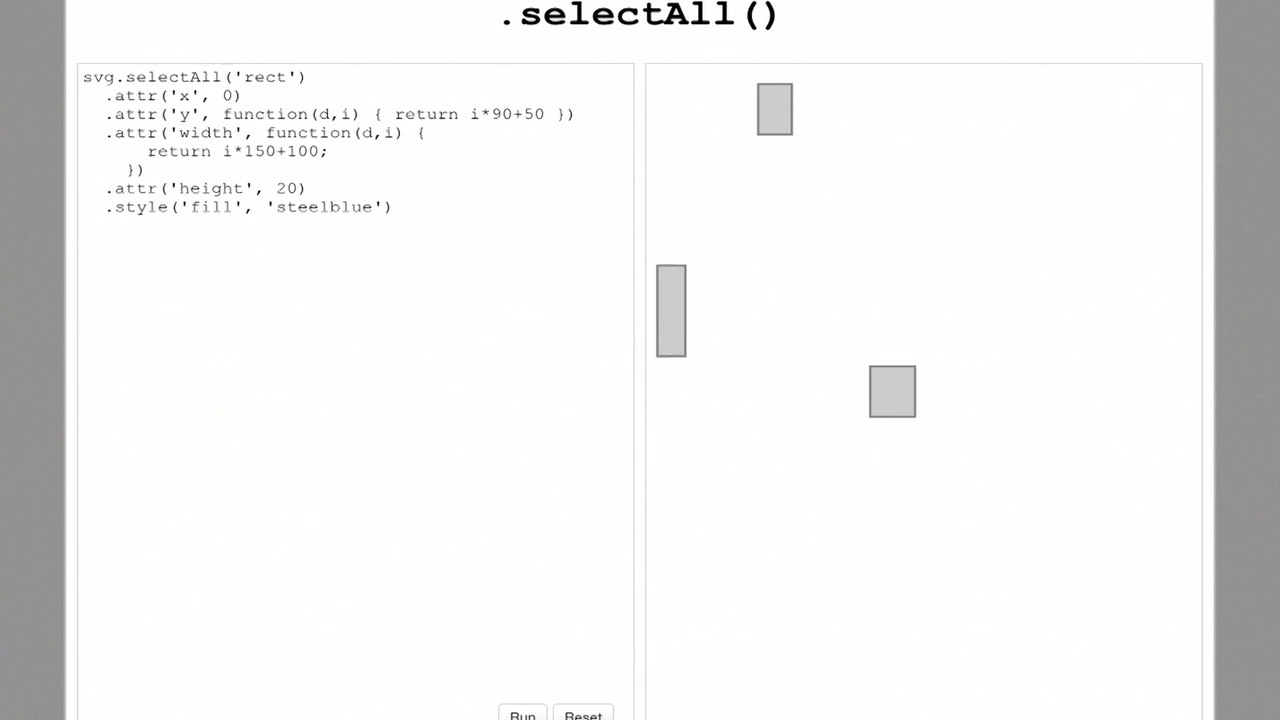 .selectAll()
svg.selectAll('rect')
.attr('x', 0)
.attr('y', function(d,i) { return i*90+50 })
.attr('width', function(d,i) {
return i*150+100;
})
.attr('height', 20)
.style('fill', 'steelblue')
Run
Reset